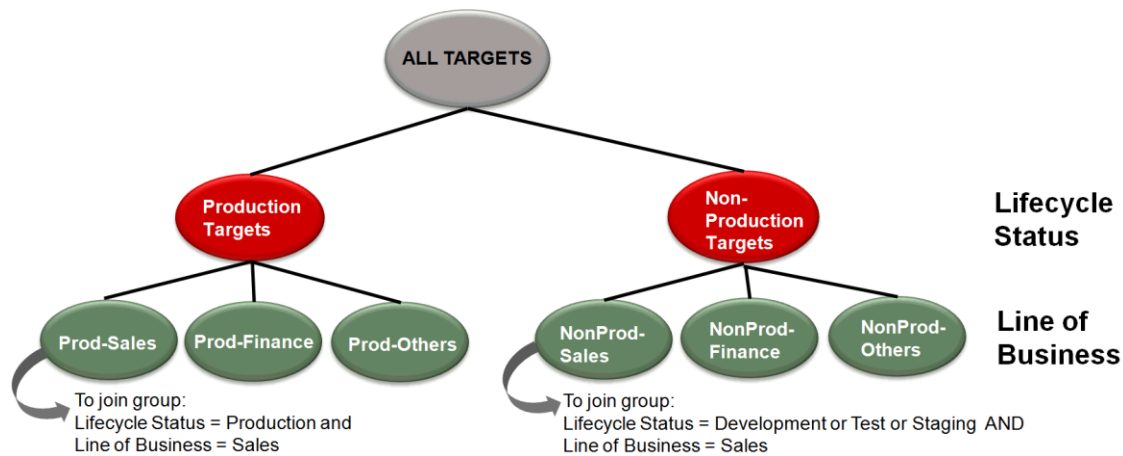 ALL TARGETS
Production
Targets
Non-
Production
Targets
Lifecycle
Status
Prod-Sales
Prod-Finance
Prod-Others
NonProd-
Sales
NonProd-
Finance
NonProd-
Others
Line of
Business
To join group:
Lifecycle Status = Production and
Line of Business = Sales
To join group:
Lifecycle Status = Development or Test or Staging AND
Line of Business = Sales